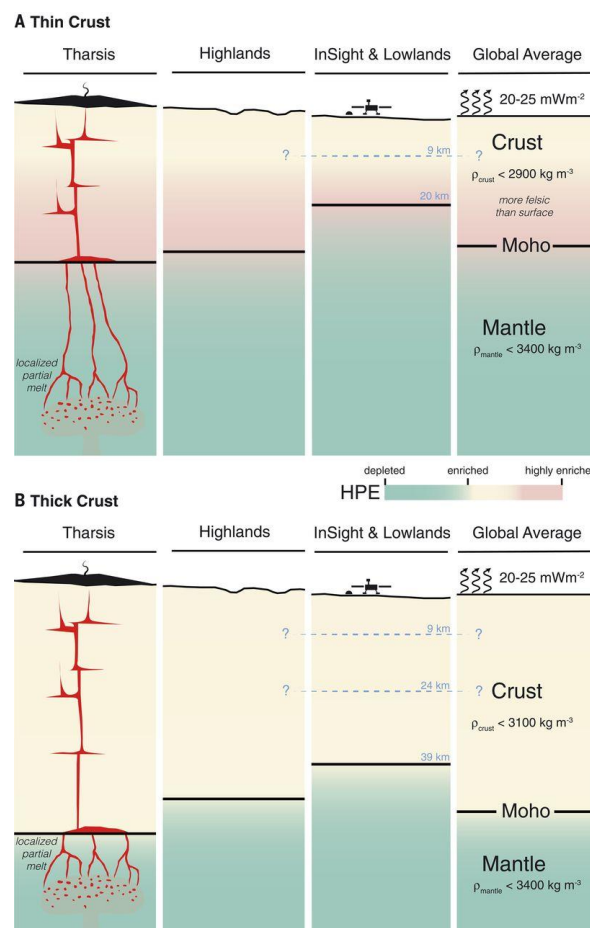 A Thin Crust
Tharsis
Highlands
InSight & Lowlands
Global Average
20-25 mWm-2
Crust
? 9 km ?
ρcrust < 2900 kg m-3
20 km
more felsic
than surface
Moho
Mantle
ρmantle < 3400 kg m-3
localized
partial
melt
depleted enriched highly enriche
HPE
B Thick Crust
Tharsis
Highlands
InSight & Lowlands
Global Average
20-25 mWm-2
? 9 km ?
? 24 km ?
Crust
ρcrust < 3100 kg m-3
39 km
Moho
localized
partial
melt
Mantle
ρmantle < 3400 kg m-3